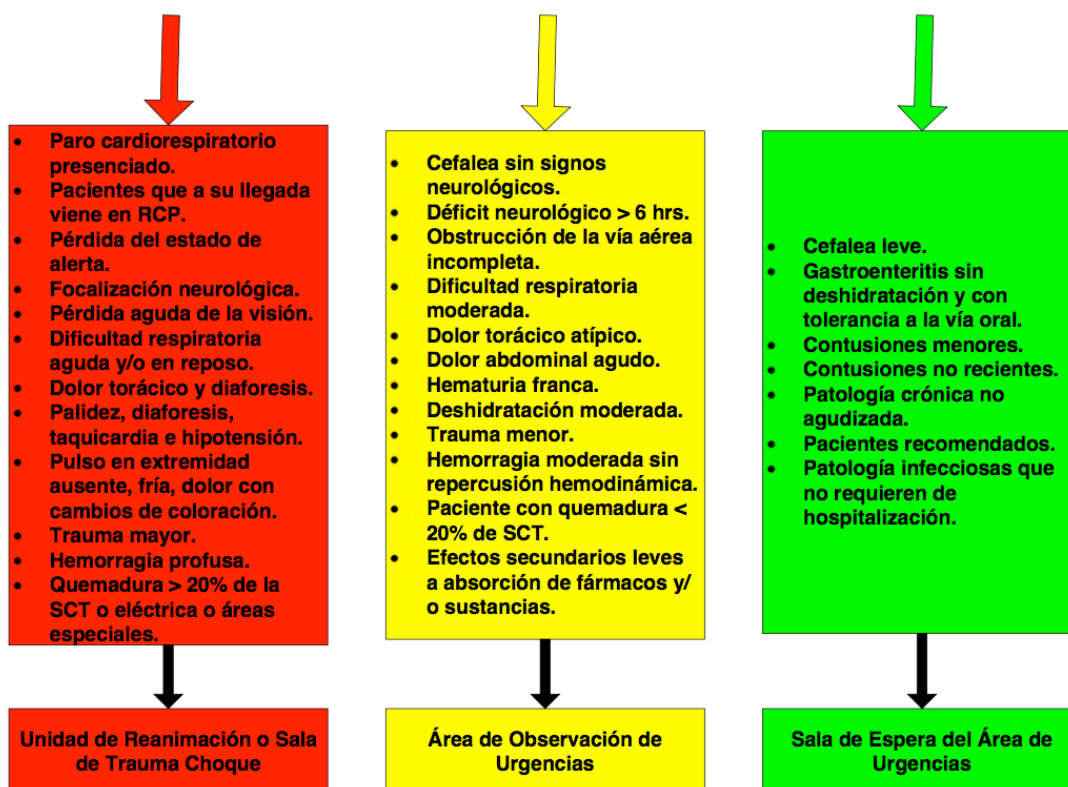 • Paro cardiorespiratorio
presenciado.
• Pacientes que a su llegada
viene en RCP.
• Pérdida del estado de
alerta.
• Focalización neurológica.
• Pérdida aguda de la visión.
• Dificultad respiratoria
aguda y/o en reposo.
• Dolor torácico y diaforesis.
• Palidez, diaforesis,
taquicardia e hipotensión.
• Pulso en extremidad
ausente, fría, dolor con
cambios de coloración.
• Trauma mayor.
• Hemorragia profusa.
• Quemadura > 20% de la
SCT o eléctrica o áreas
especiales.
Unidad de Reanimación o Sala
de Trauma Choque
• Cefalea sin signos
neurológicos.
• Déficit neurológico > 6 hrs.
• Obstrucción de la vía aérea
incompleta.
• Dificultad respiratoria
moderada.
• Dolor torácico atípico.
• Dolor abdominal agudo.
• Hematuria franca.
• Deshidratación moderada.
• Trauma menor.
• Hemorragia moderada sin
repercusión hemodinámica.
• Paciente con quemadura <
20% de SCT.
• Efectos secundarios leves
a absorción de fármacos y/
o sustancias.
Área de Observación de
Urgencias
• Cefalea leve.
• Gastroenteritis sin
deshidratación y con
tolerancia a la vía oral.
• Contusiones menores.
• Contusiones no recientes.
• Patología crónica no
agudizada.
• Pacientes recomendados.
• Patología infecciosas que
no requieren de
hospitalización.
Sala de Espera del Área de
Urgencias